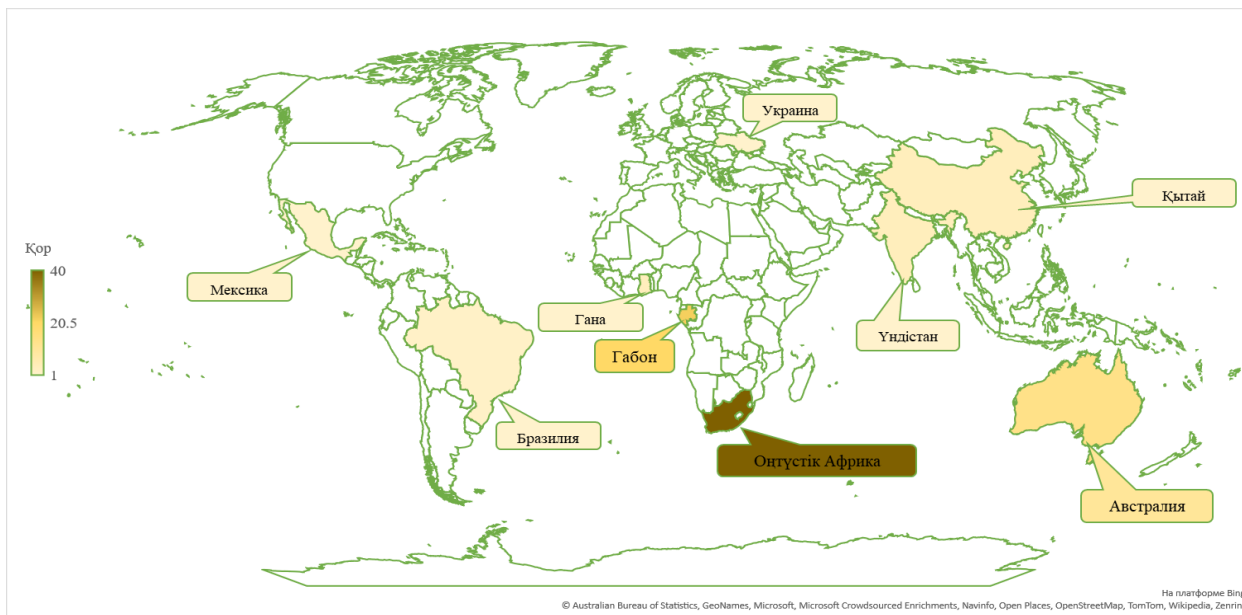 Украина
Қытай
Қор
40
20.5
1
Мексика
Гана
Үндістан
Габон
Бразилия
Оңтүстік Африка
Австралия
На платформе Bing
© Australian Bureau of Statistics, GeoNames, Microsoft, Microsoft Crowdsourced Enrichments, Navinfo, Open Places, OpenStreetMap, TomTom, Wikipedia, Zenrin